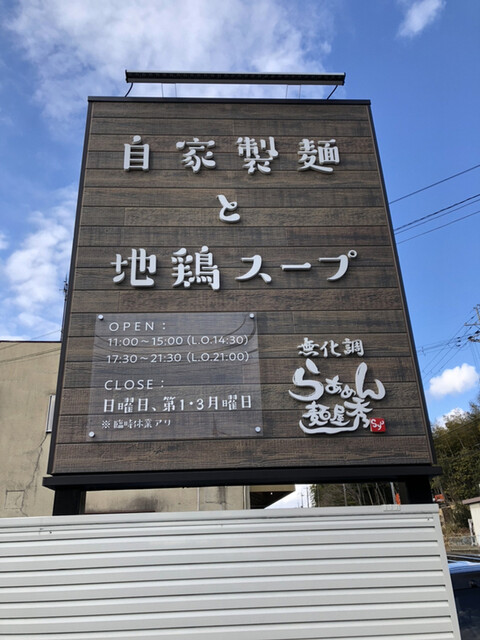 自家製麺
と
地鶏スープ
OPEN：
11:00～15:00 (L.O.14:30)
17:30～21:30 (L.O.21:00)
CLOSE：
日曜日、第1・3月曜日
※臨時休業アリ
無化調
らぁめん
麺屋秀